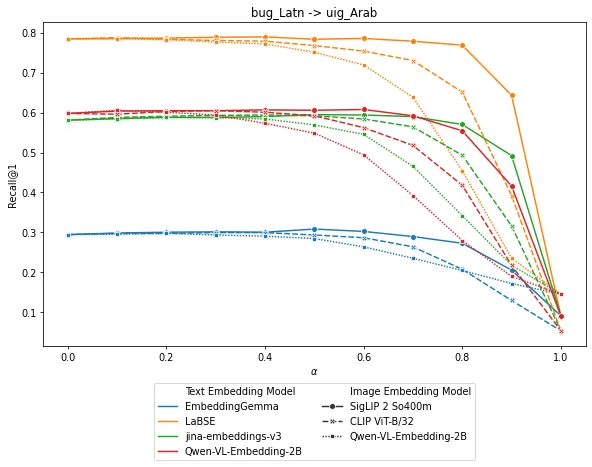 bug_Latn -> uig_Arab
Recall@1
0.8
0.7
0.6
0.5
0.4
0.3
0.2
0.1
0.0 0.2 0.4 0.6 0.8 1.0
α
Text Embedding Model
EmbeddingGemma
LaBSE
jina-embeddings-v3
Qwen-VL-Embedding-2B
Image Embedding Model
SigLIP 2 So400m
CLIP ViT-B/32
Qwen-VL-Embedding-2B